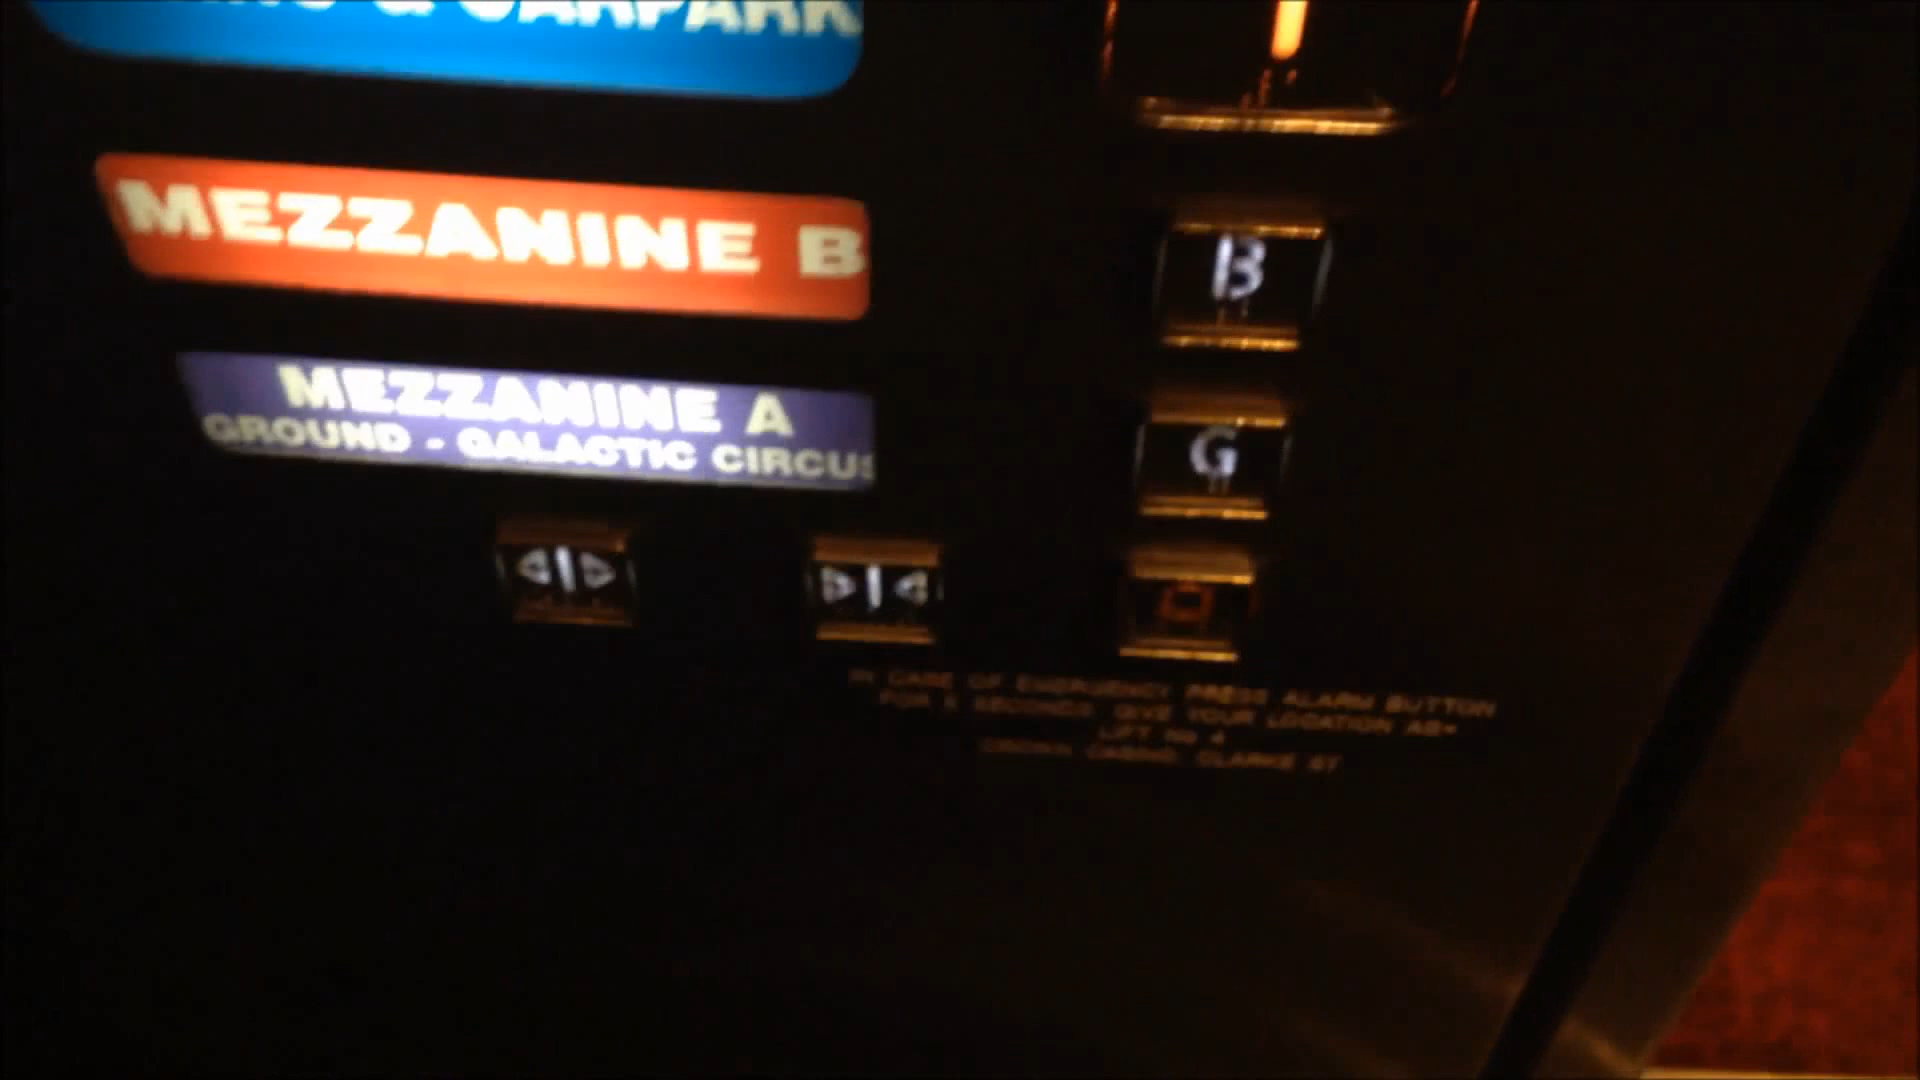 & CARPARK
MEZZANINE B
B
MEZZANINE A
GROUND - GALACTIC CIRCUS
G
IN CASE OF EMERGENCY PRESS ALARM BUTTON
FOR SECONDS. GIVE YOUR LOCATION AS-
LIFT No 4
CROWN CASINO, CLARKE ST